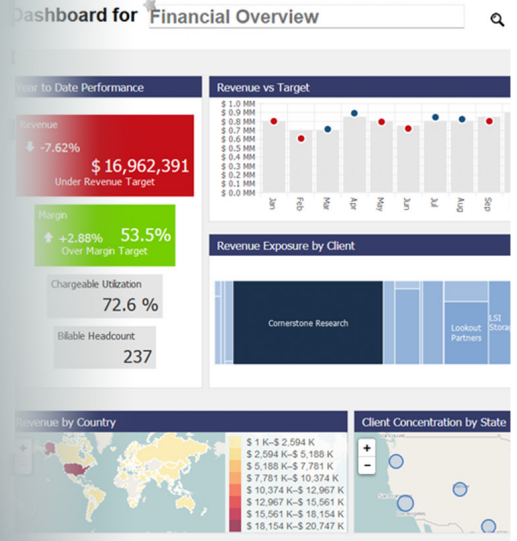 Dashboard for Financial Overview
Year to Date Performance
Revenue
-7.62%
$ 16,962,391
Under Revenue Target
Margin
+2.88% 53.5%
Over Margin Target
Chargeable Utilization
72.6 %
Billable Headcount
237
Revenue vs Target
$ 1.0 MM
$ 0.9 MM
$ 0.8 MM
$ 0.7 MM
$ 0.6 MM
$ 0.5 MM
$ 0.4 MM
$ 0.3 MM
$ 0.2 MM
$ 0.1 MM
$ 0.0 MM
Jan Feb Mar Apr May Jun Jul Aug Sep
Revenue Exposure by Client
Cornerstone Research
Lookout
Partners
LSI
Revenue by Country
+
-
$ 1 K-$ 2,594 K
$ 2,594 K-$ 5,188 K
$ 5,188 K-$ 7,781 K
$ 7,781 K-$ 10,374 K
$ 10,374 K-$ 12,967 K
$ 12,967 K-$ 15,561 K
$ 15,561 K-$ 18,154 K
$ 18,154 K-$ 20,747 K
Client Concentration by State
+
-